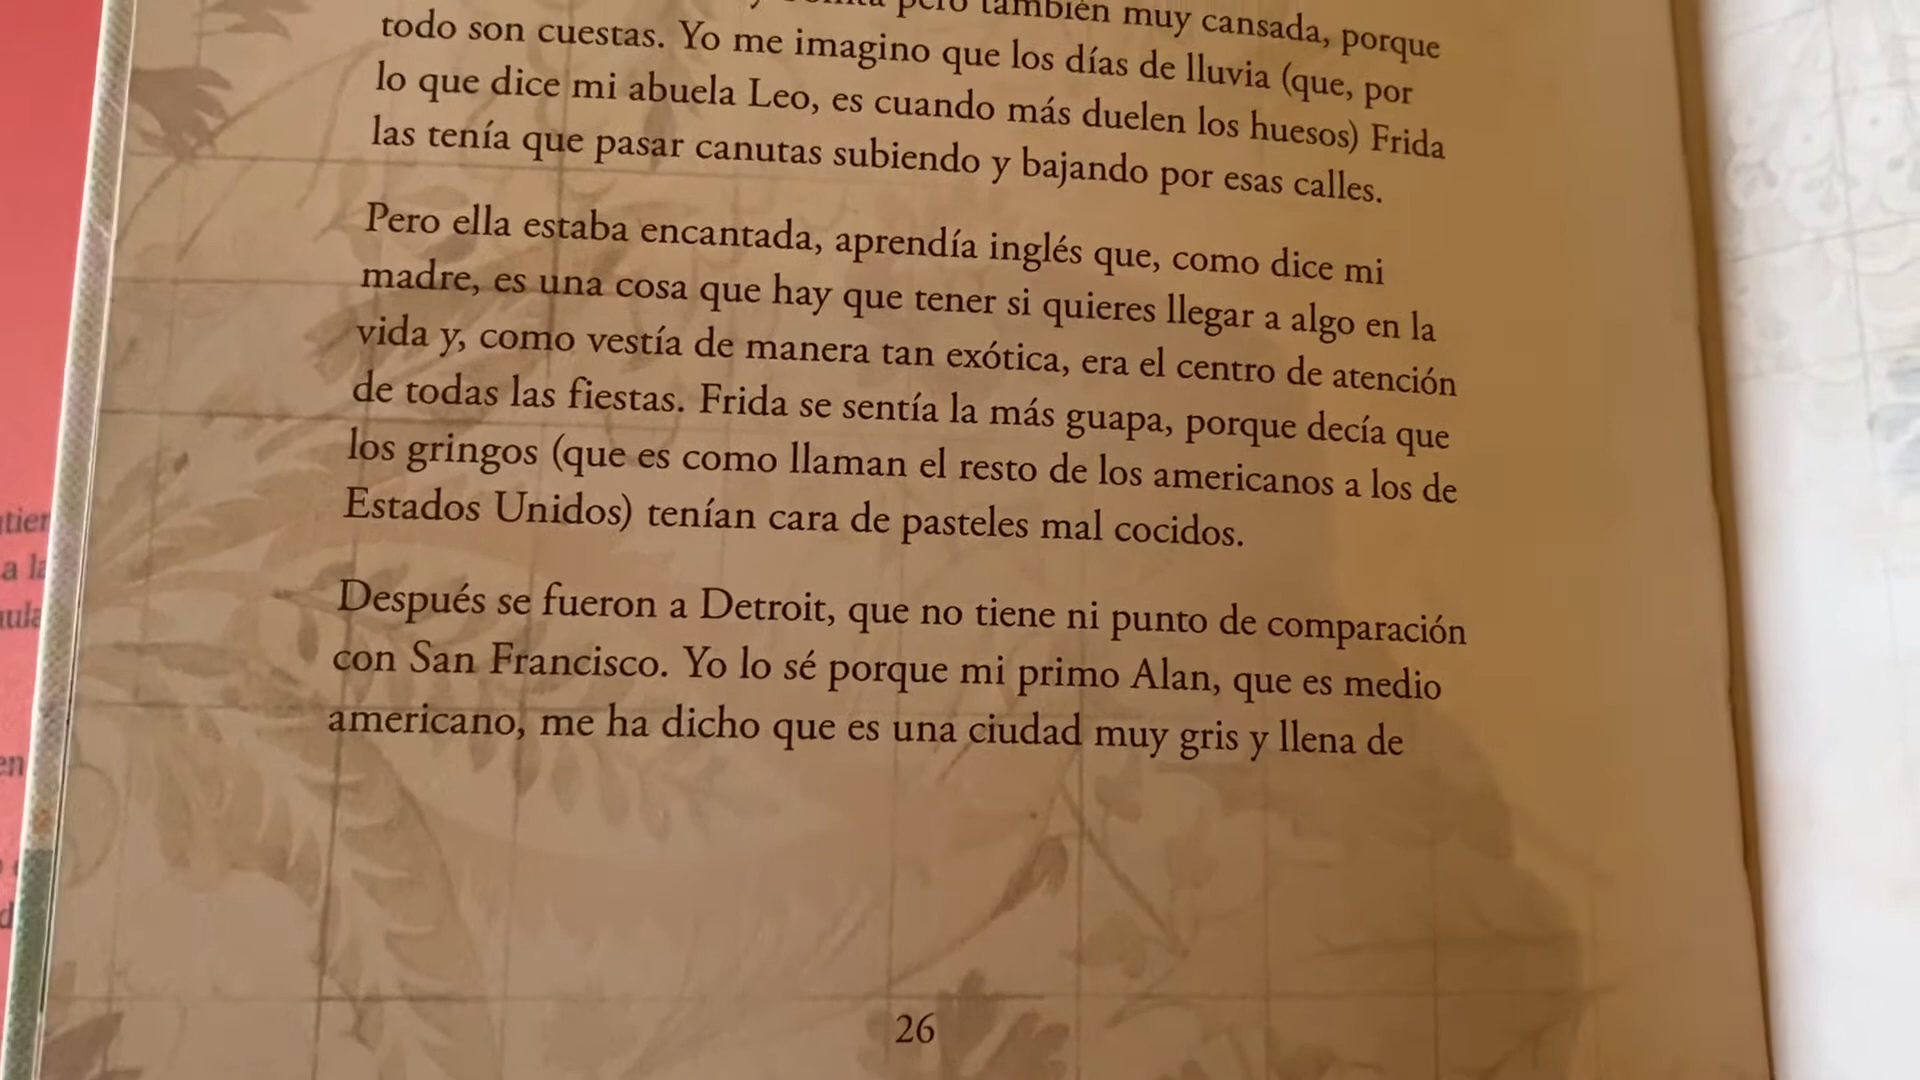 pero también muy cansada, porque
todo son cuestas. Yo me imagino que los días de lluvia (que, por
lo que dice mi abuela Leo, es cuando más duelen los huesos) Frida
las tenía que pasar canutas subiendo y bajando por esas calles.
Pero ella estaba encantada, aprendía inglés que, como dice mi
madre, es una cosa que hay que tener si quieres llegar a algo en la
vida y, como vestía de manera tan exótica, era el centro de atención
de todas las fiestas. Frida se sentía la más guapa, porque decía que
los gringos (que es como llaman el resto de los americanos a los de
Estados Unidos) tenían cara de pasteles mal cocidos.
Después se fueron a Detroit, que no tiene ni punto de comparación
con San Francisco. Yo lo sé porque mi primo Alan, que es medio
americano, me ha dicho que es una ciudad muy gris y llena de
26